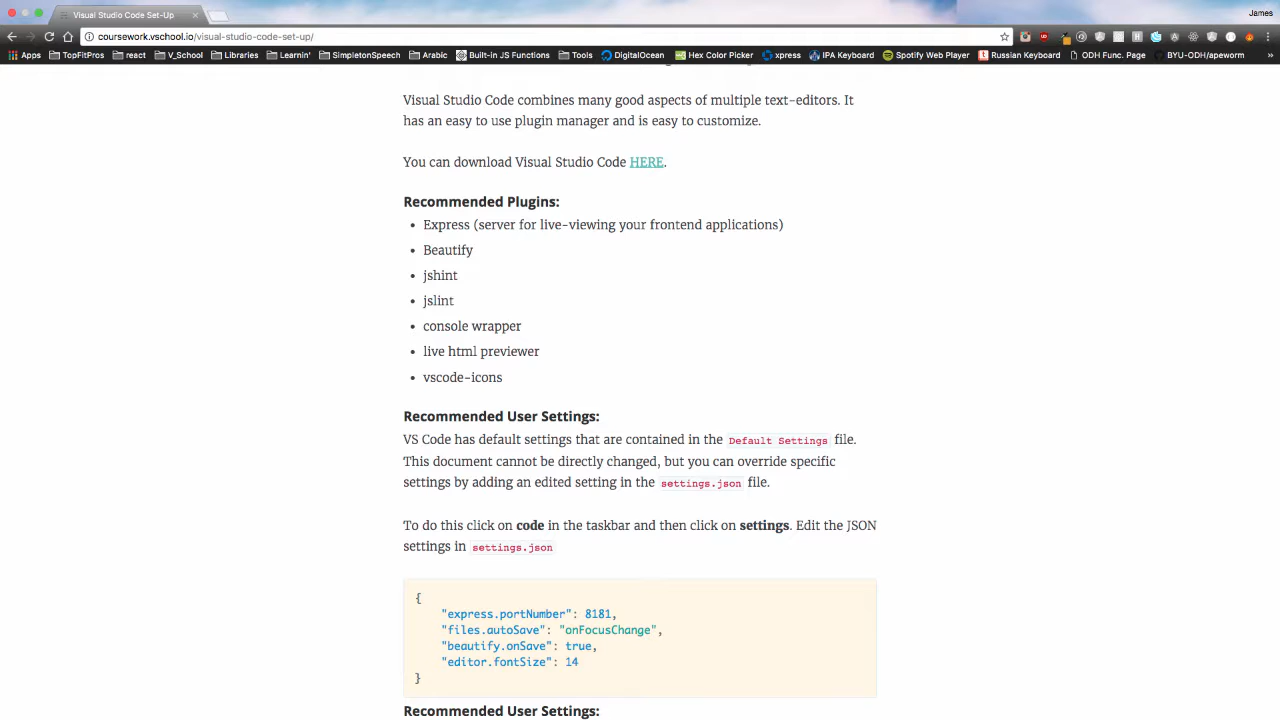 Visual Studio Code Set-Up
James
coursework.vschool.io/visual-studio-code-set-up/
Apps TopFitPros react V_School Libraries Learnin' SimpletonSpeech Arabic Built-In JS Functions Tools DigitalOcean Hex Color Picker xpress IPA Keyboard Spotify Web Player Russian Keyboard ODH Func. Page BYU-ODH/apeworm »
Visual Studio Code combines many good aspects of multiple text-editors. It
has an easy to use plugin manager and is easy to customize.
You can download Visual Studio Code HERE.
Recommended Plugins:
• Express (server for live-viewing your frontend applications)
• Beautify
• jshint
• jslint
• console wrapper
• live html previewer
• vscode-icons
Recommended User Settings:
VS Code has default settings that are contained in the Default Settings file.
This document cannot be directly changed, but you can override specific
settings by adding an edited setting in the settings.json file.
To do this click on code in the taskbar and then click on settings. Edit the JSON
settings in settings.json
{
"express.portNumber": 8181,
"files.autoSave": "onFocusChange",
"beautify.onSave": true,
"editor.fontSize": 14
}
Recommended User Settings: